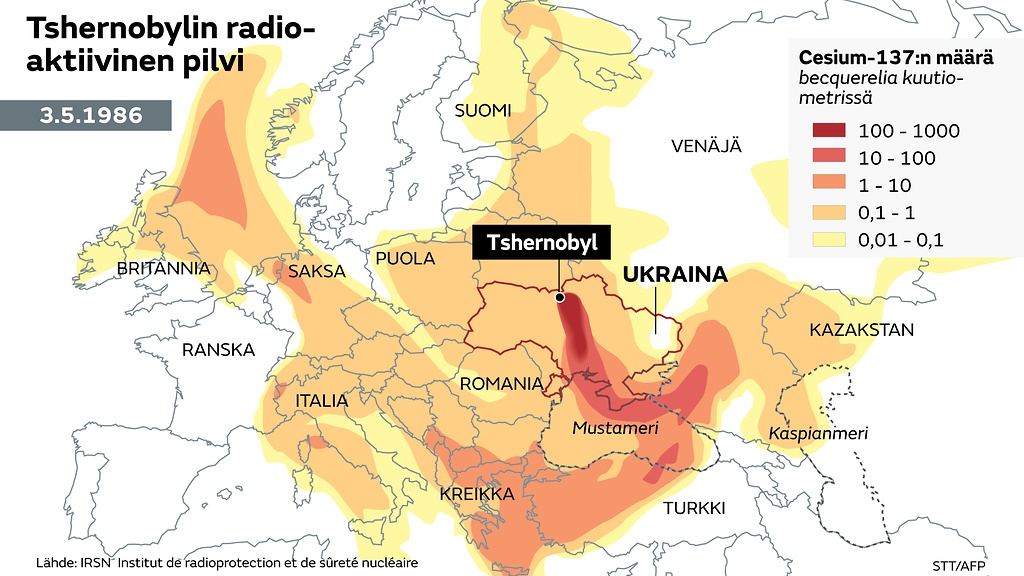 Tshernobylin radio-
aktiivinen pilvi
3.5.1986
Cesium-137:n määrä
becquerelia kuutio-
metrissä
100 - 1000
10 - 100
1 - 10
0,1 - 1
0,01 - 0,1
SUOMI
VENÄJÄ
Tshernobyl
BRITANNIA
SAKSA
PUOLA
UKRAINA
RANSKA
KAZAKSTAN
ROMANIA
ITALIA
Mustameri
Kaspianmeri
KREIKKA
TURKKI
Lähde: IRSN Institut de radioprotection et de sûreté nucléaire
STT/AFP